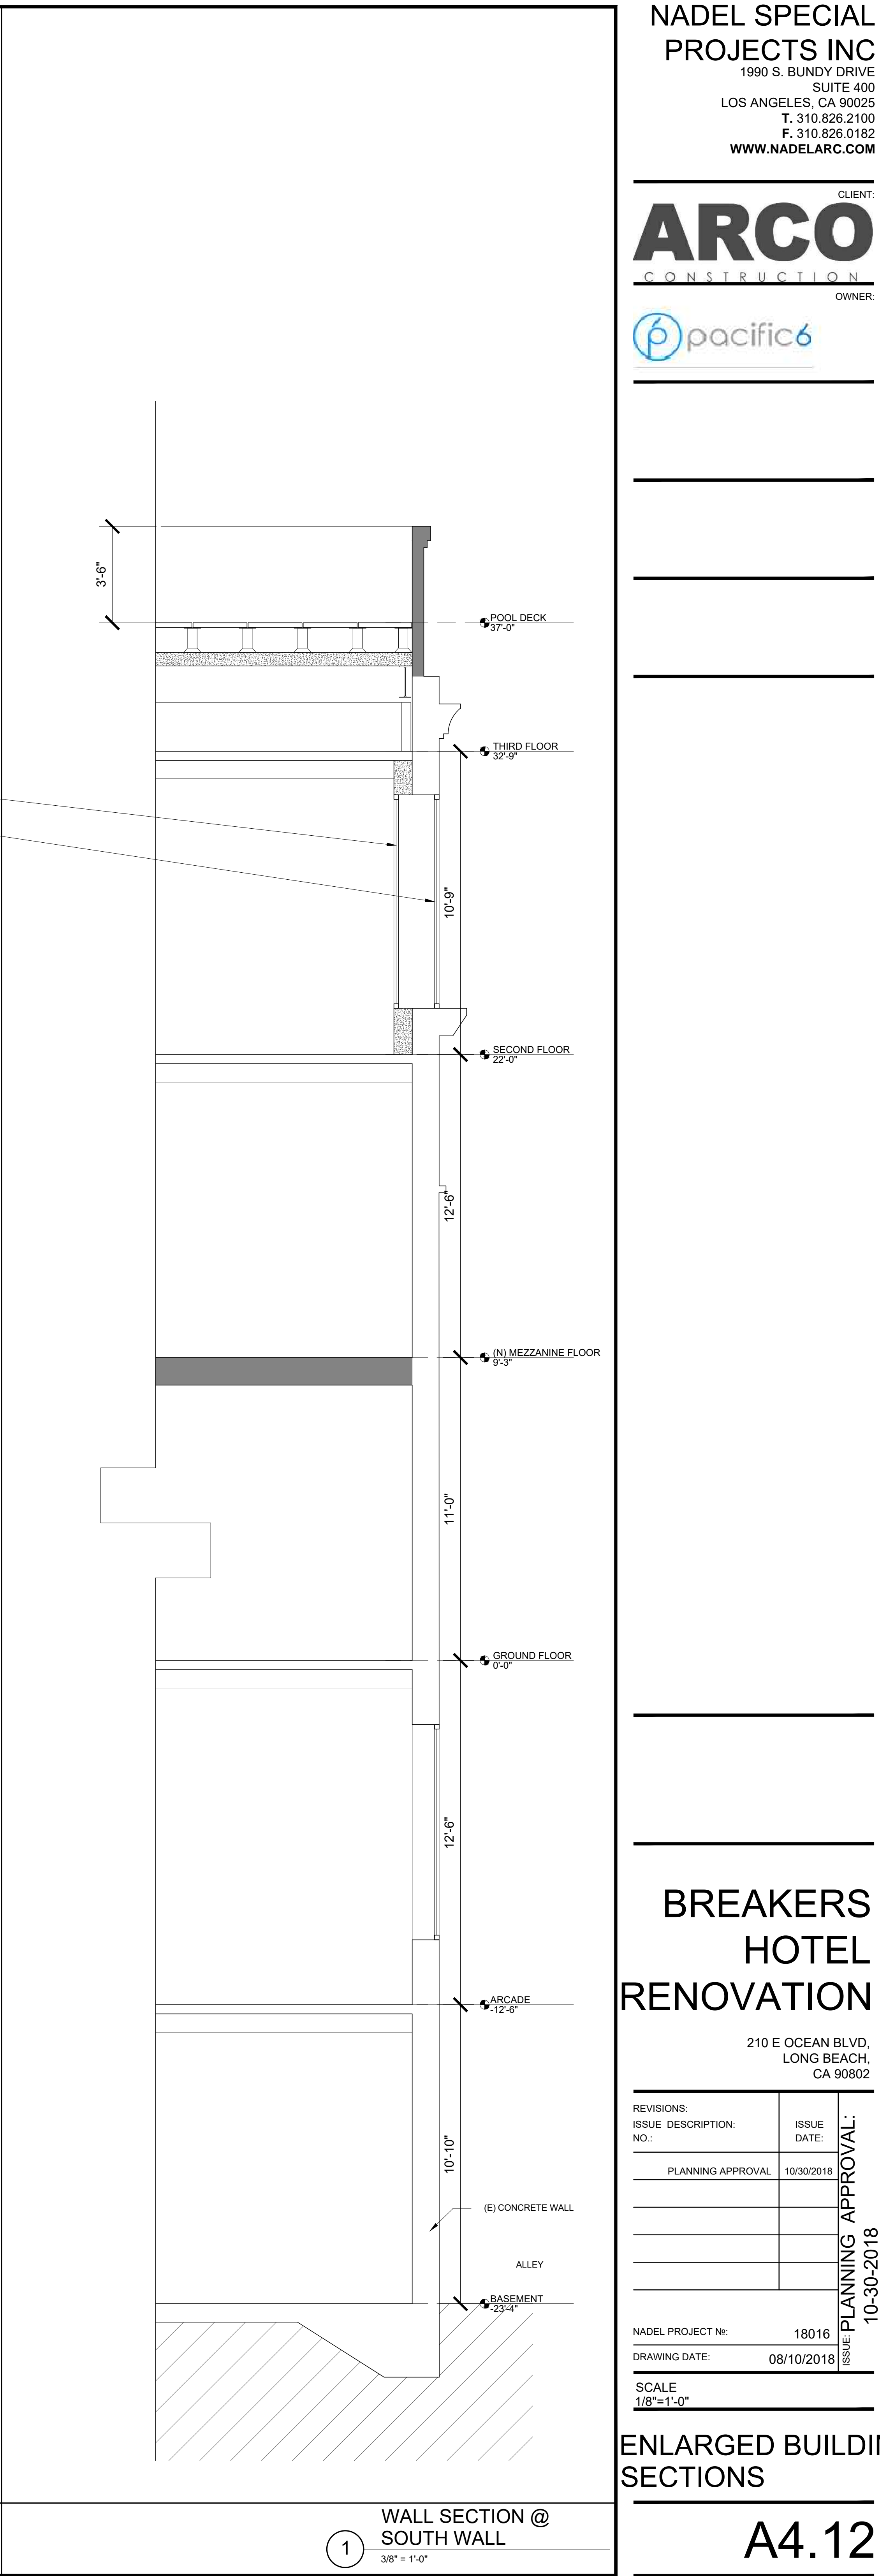 NADEL SPECIAL
PROJECTS INC
1990 S. BUNDY DRIVE
SUITE 400
LOS ANGELES, CA 90025
T. 310.826.2100
F. 310.826.0182
WWW.NADELARC.COM
CLIENT:
ARCO
CONSTRUCTION
OWNER:
pacific6
3'-6"
POOL DECK
37'-0"
THIRD FLOOR
32'-9"
10'-9"
SECOND FLOOR
22'-0"
12'-6"
(N) MEZZANINE FLOOR
9'-3"
11'-0"
GROUND FLOOR
0'-0"
12'-6"
ARCADE
-12'-6"
10'-10"
(E) CONCRETE WALL
ALLEY
BASEMENT
-23'-4"
1
WALL SECTION @
SOUTH WALL
3/8" = 1'-0"
BREAKERS
HOTEL
RENOVATION
210 E OCEAN BLVD,
LONG BEACH,
CA 90802
REVISIONS:
ISSUE DESCRIPTION: ISSUE
NO.: DATE:
PLANNING APPROVAL 10/30/2018
ISSUE: PLANNING APPROVAL:
10-30-2018
NADEL PROJECT №: 18016
DRAWING DATE: 08/10/2018
SCALE
1/8"=1'-0"
ENLARGED BUILDI
SECTIONS
A4.12